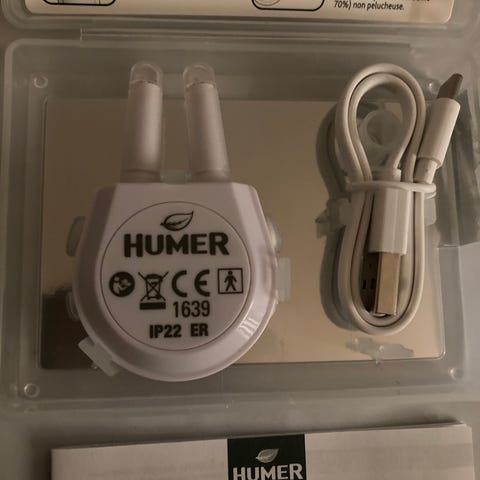 70%) non pelucheuse.
HUMER
CE
1639
IP22 ER
HUMER